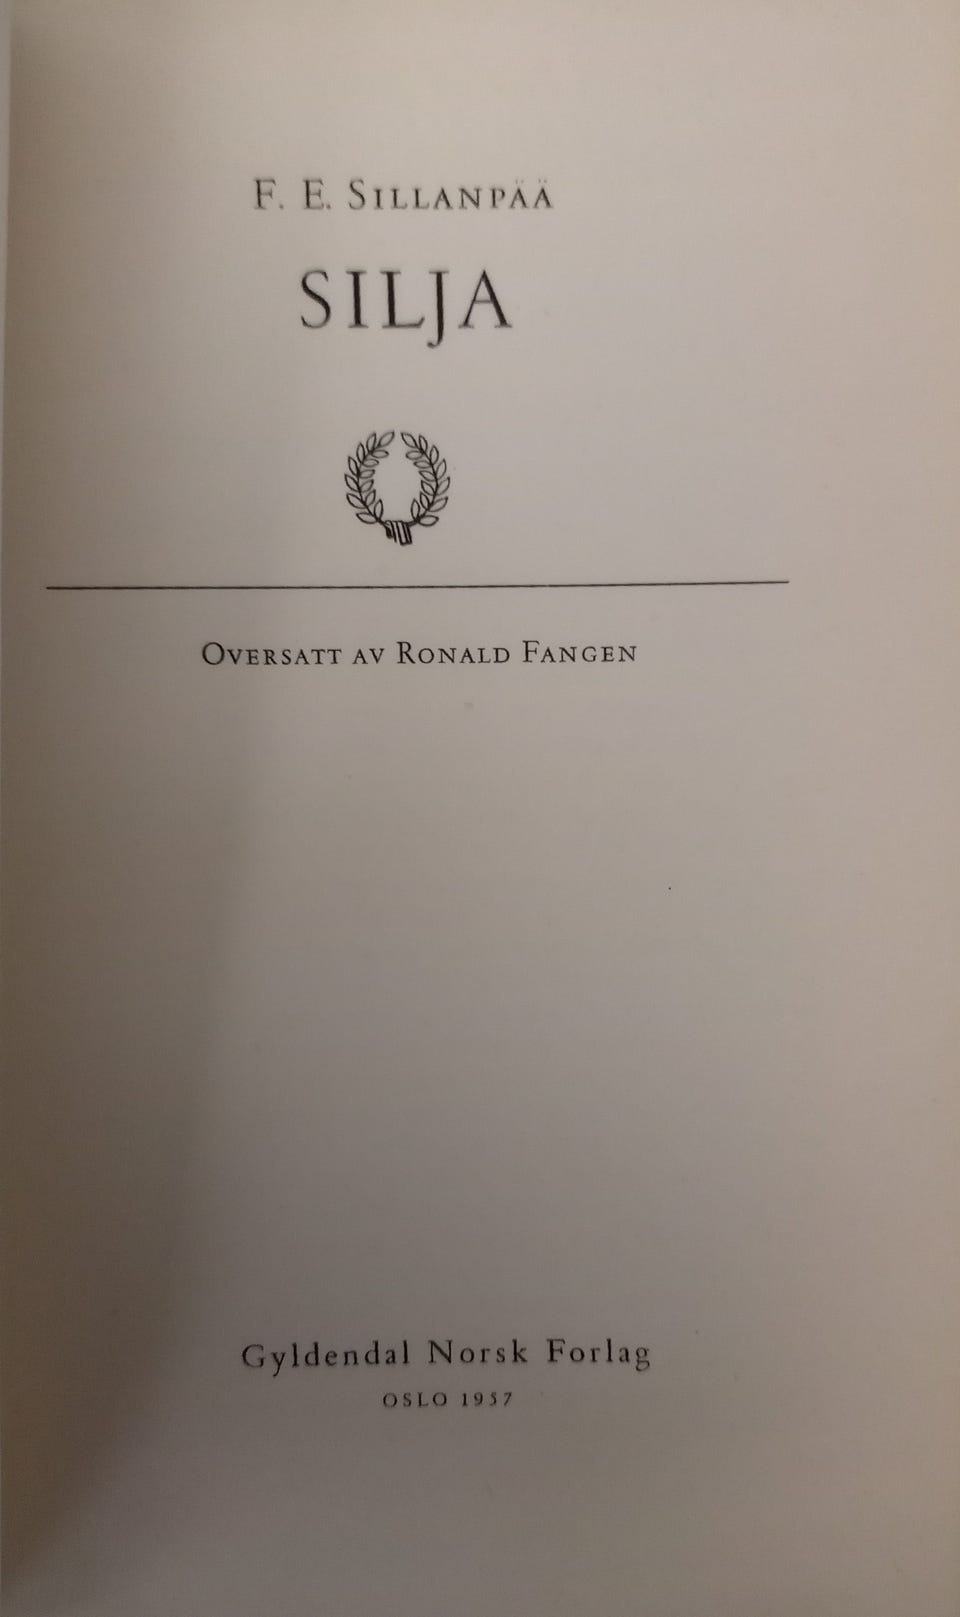 F. E. SILLANPÄÄ
SILJA
OVERSATT AV RONALD FANGEN
Gyldendal Norsk Forlag
OSLO 1957